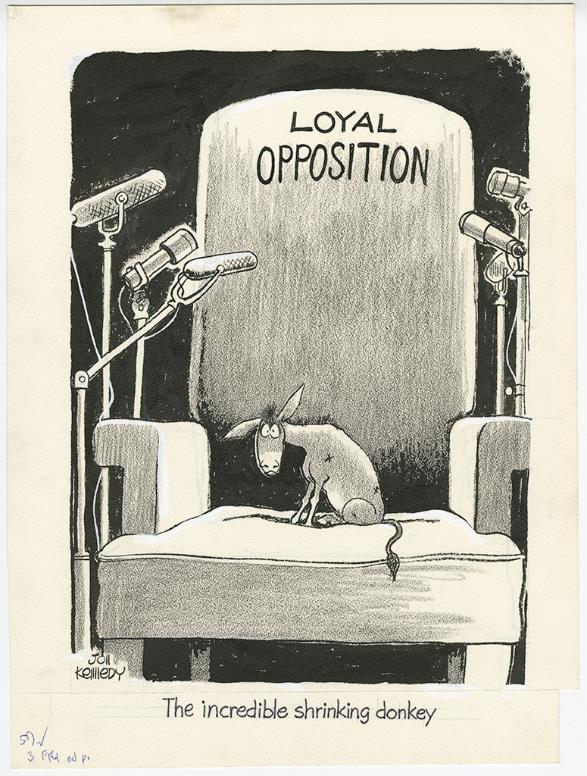 LOYAL
OPPOSITION
JON
KENNEDY
The incredible shrinking donkey